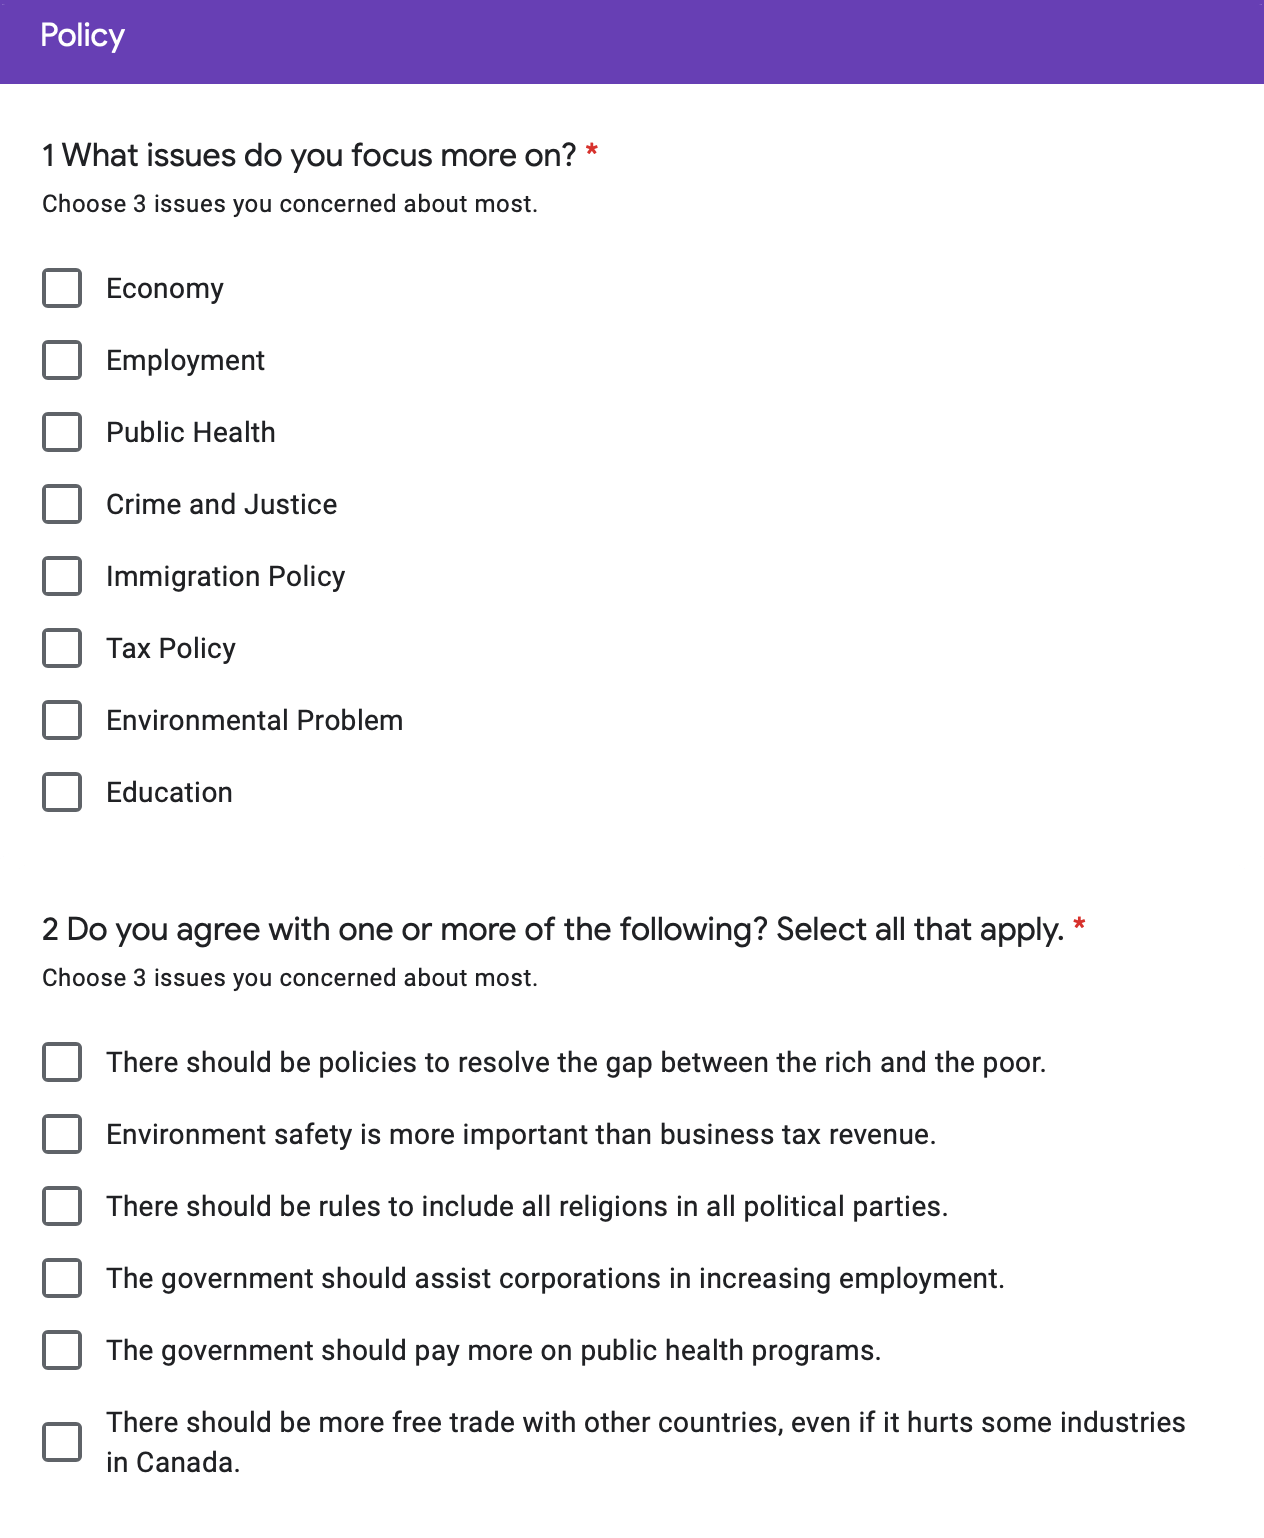 Policy
1 What issues do you focus more on? *
Choose 3 issues you concerned about most.
Economy
Employment
Public Health
Crime and Justice
Immigration Policy
Tax Policy
Environmental Problem
Education
2 Do you agree with one or more of the following? Select all that apply. *
Choose 3 issues you concerned about most.
There should be policies to resolve the gap between the rich and the poor.
Environment safety is more important than business tax revenue.
There should be rules to include all religions in all political parties.
The government should assist corporations in increasing employment.
The government should pay more on public health programs.
There should be more free trade with other countries, even if it hurts some industries
in Canada.